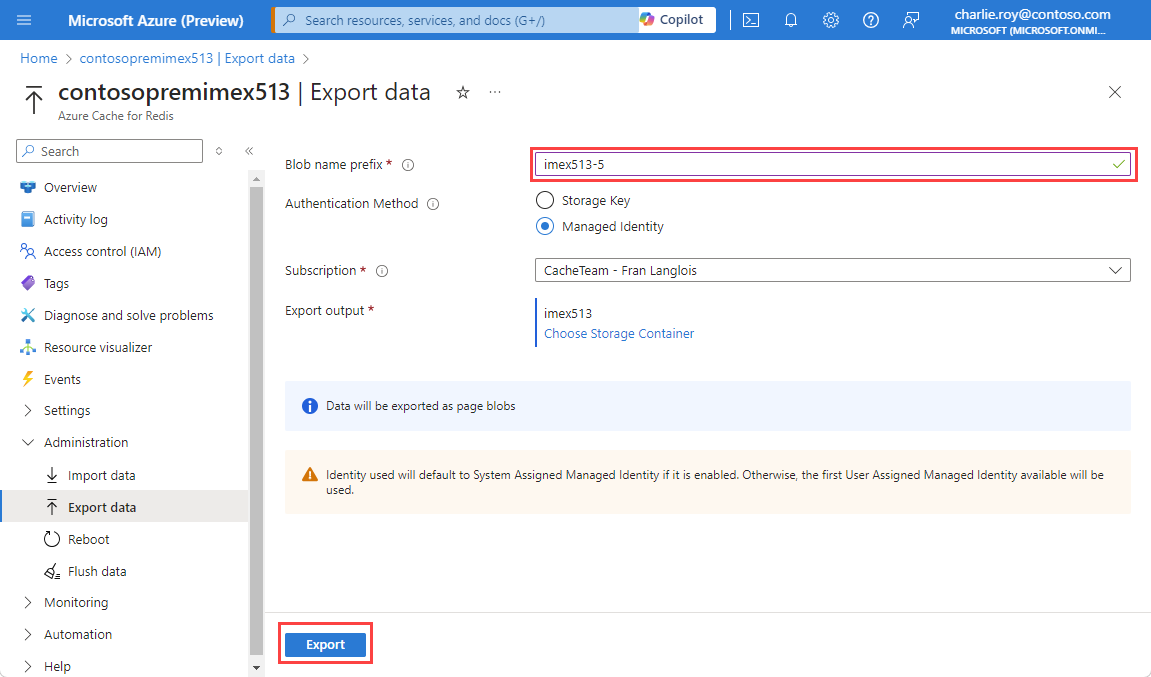 Microsoft Azure (Preview)
Search resources, services, and docs (G+/)
Copilot
charlie.roy@contoso.com
MICROSOFT (MICROSOFT.ONMI...
Home > contosopremimex513 | Export data >
contosopremimex513 | Export data
Azure Cache for Redis
Search
Overview
Activity log
Access control (IAM)
Tags
Diagnose and solve problems
Resource visualizer
Events
Settings
Administration
Import data
Export data
Reboot
Flush data
Monitoring
Automation
Help
Blob name prefix *
imex513-5
Authentication Method
Storage Key
Managed Identity
Subscription *
CacheTeam - Fran Langlois
Export output *
imex513
Choose Storage Container
Data will be exported as page blobs
Identity used will default to System Assigned Managed Identity if it is enabled. Otherwise, the first User Assigned Managed Identity available will be
used.
Export